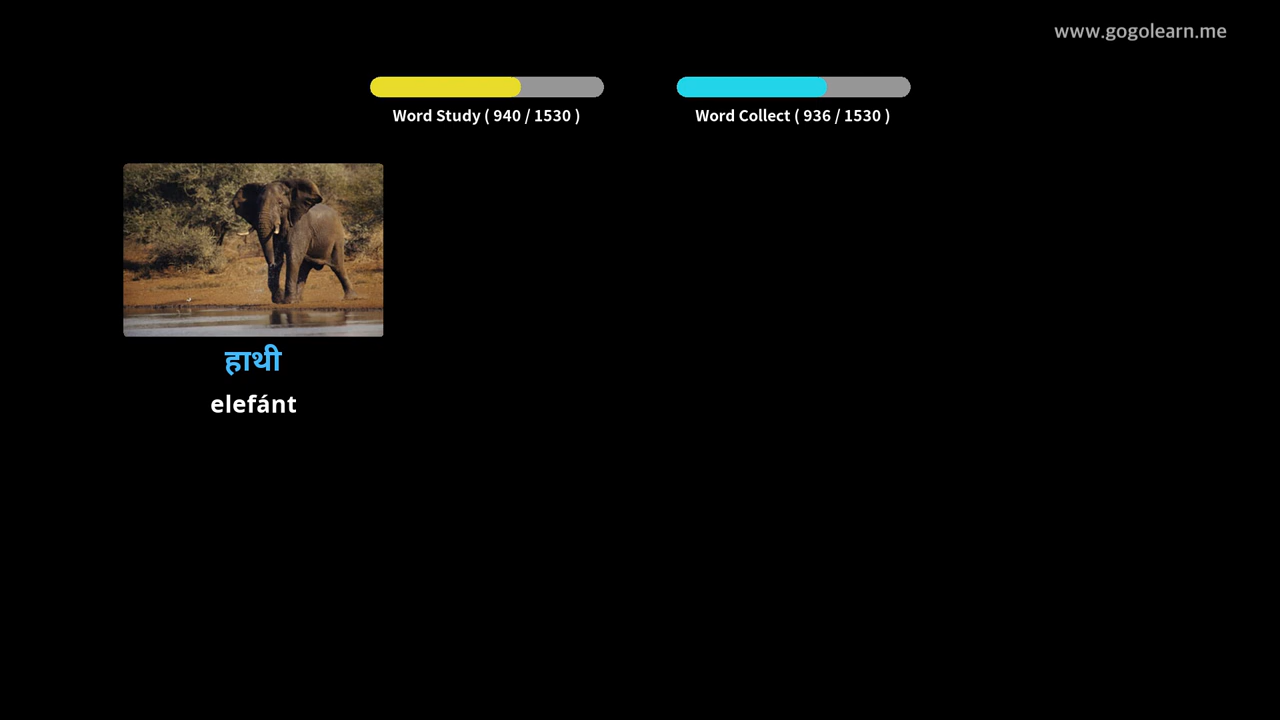 www.gogolearn.me
Word Study ( 940 / 1530 )
Word Collect ( 936 / 1530 )
हाथी
elefánt